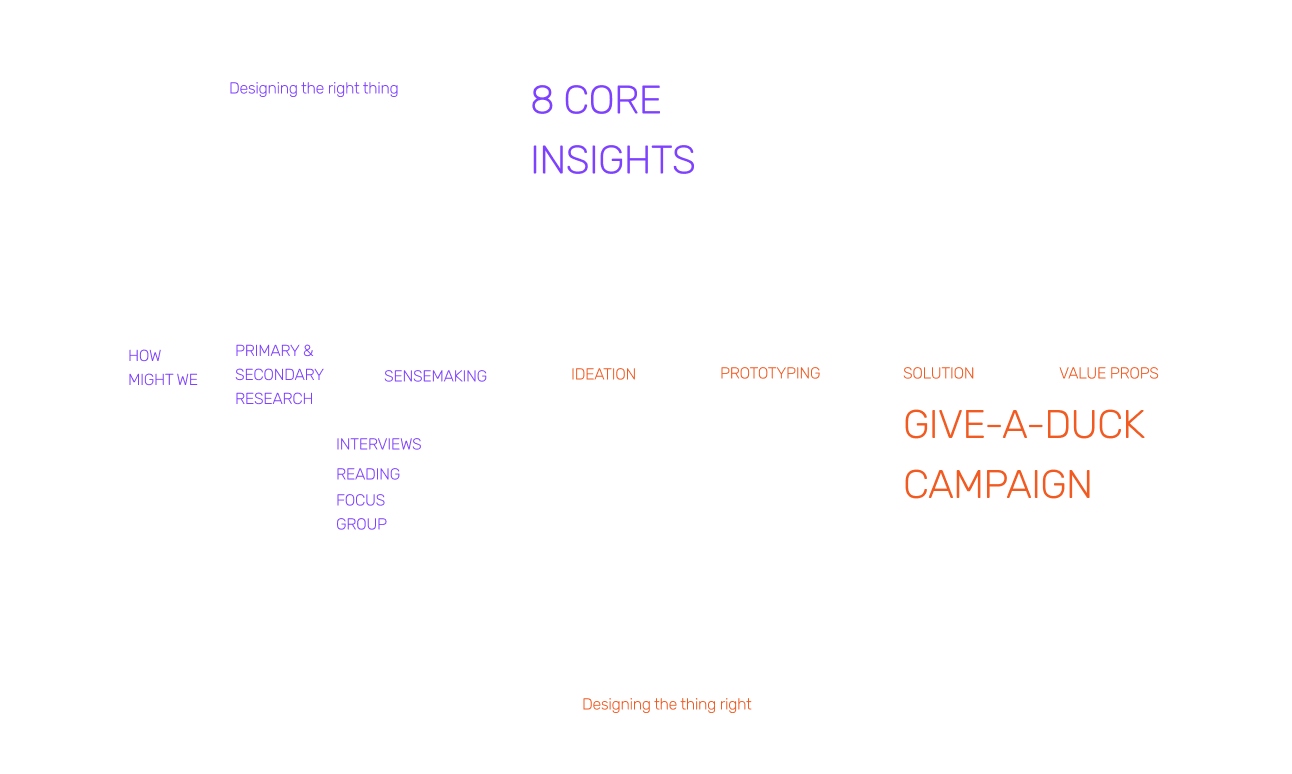 Designing the right thing
8 CORE
INSIGHTS
HOW
MIGHT WE
PRIMARY &
SECONDARY
RESEARCH
SENSEMAKING
INTERVIEWS
READING
FOCUS
GROUP
IDEATION
PROTOTYPING
SOLUTION
VALUE PROPS
GIVE-A-DUCK
CAMPAIGN
Designing the thing right